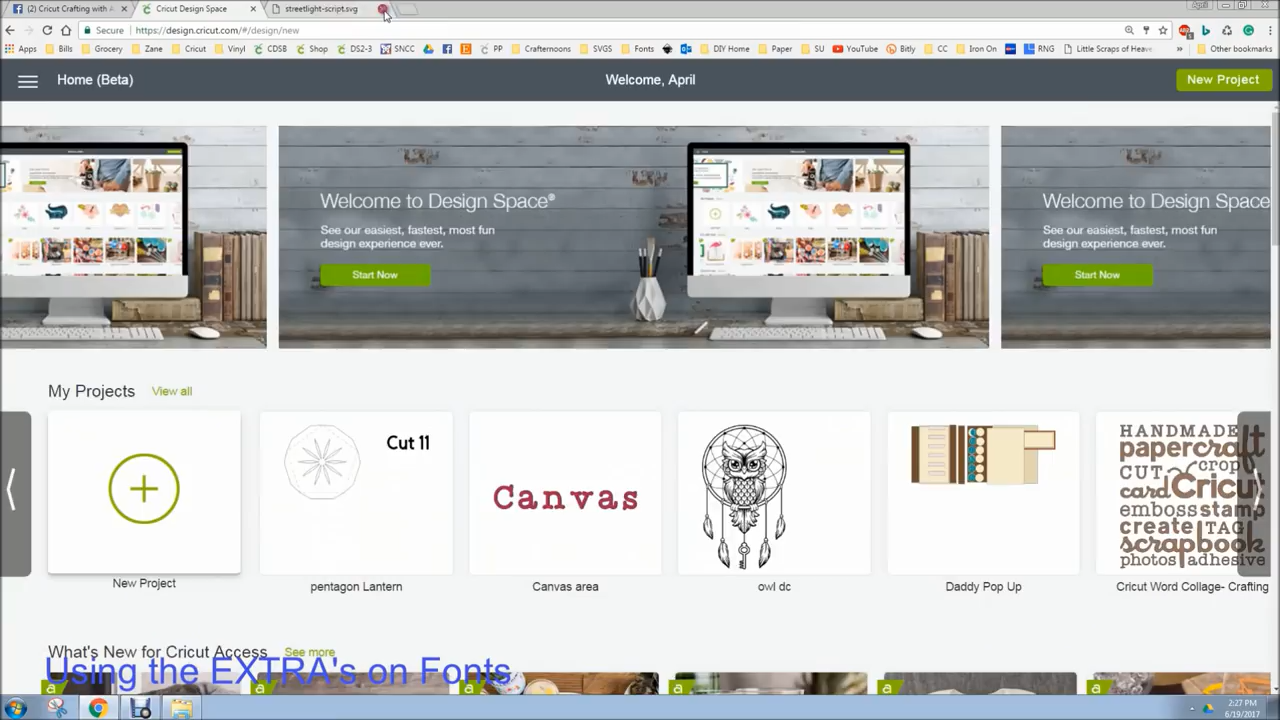 (2) Cricut Crafting with A
Cricut Design Space
streetlight-script.svg
April
Secure
https://design.cricut.com/#/design/new
Apps
Bills
Grocery
Zane
Cricut
Vinyl
CDSB
Shop
DS2-3
SNCC
PP
Crafternoons
SVGS
Fonts
DIY Home
Paper
SU
YouTube
Bitly
CC
Iron On
RNG
Little Scraps of Heave
Other bookmarks
Home (Beta)
Welcome, April
New Project
Welcome to Design Space®
See our easiest, fastest, most fun
design experience ever.
Start Now
Welcome to Design Space
See our easiest, fastest, most fun
design experience ever.
Start Now
My Projects
View all
New Project
Cut 11
pentagon Lantern
Canvas
Canvas area
owl dc
Daddy Pop Up
HANDMADE
papercraft
CUT crop
card Cricut
emboss stamp
create TAG
scrapbook
photos adhesive
Cricut Word Collage- Crafting
What's New for Cricut Access
See more
Using the EXTRA's on Fonts
a
a
a
a
a
a
2:27 PM
6/19/2017